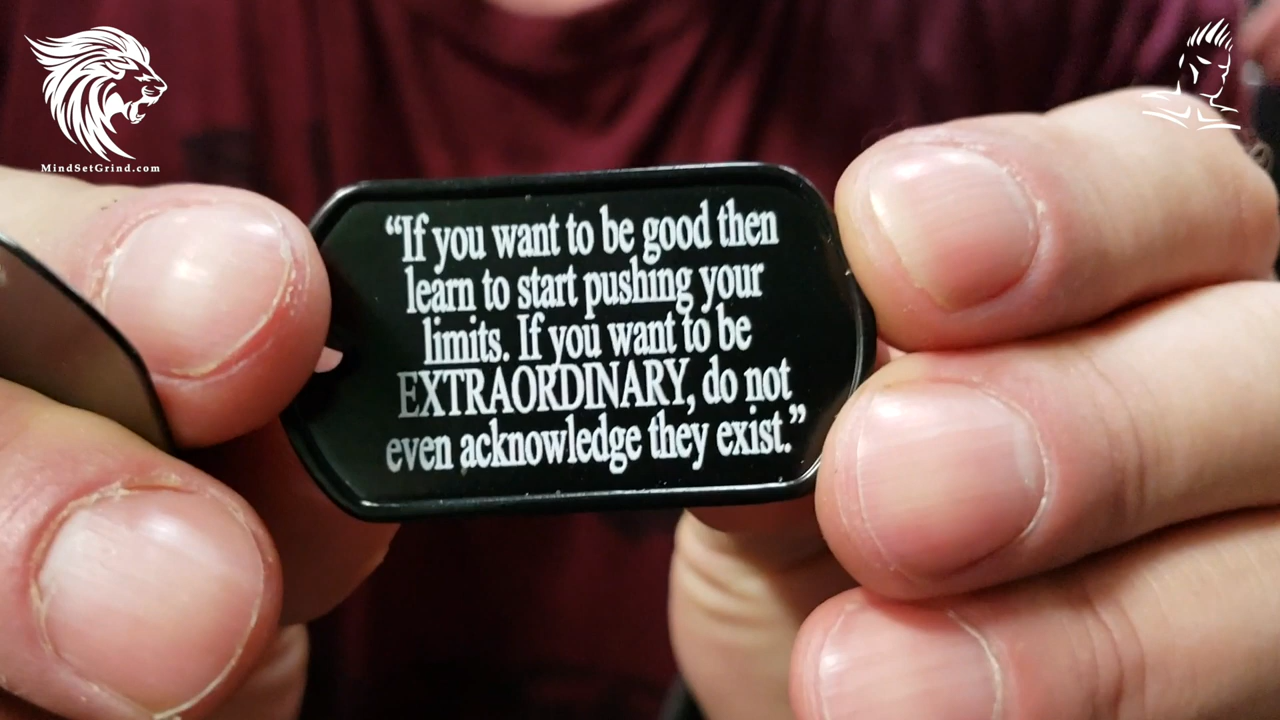 MindSetGrind.com
“If you want to be good then
learn to start pushing your
limits. If you want to be
EXTRAORDINARY, do not
even acknowledge they exist.”